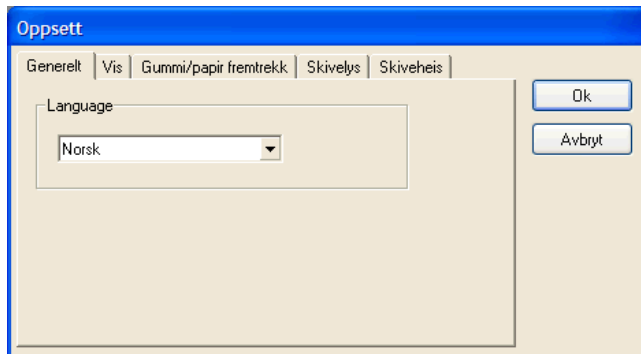 Oppsett
Generelt Vis Gummi/papir fremtrekk Skivelys Skiveheis
Language
Norsk
Ok
Avbryt